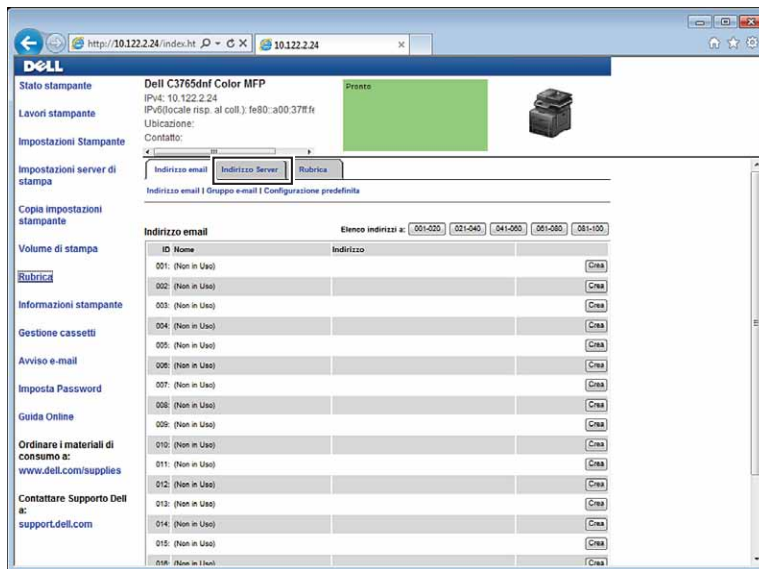 http://10.122.2.24/index.ht
10.122.2.24
DELL
Stato stampante
Lavori stampante
Impostazioni Stampante
Impostazioni server di stampa
Copia impostazioni stampante
Volume di stampa
Rubrica
Informazioni stampante
Gestione cassetti
Avviso e-mail
Imposta Password
Guida Online
Ordinare i materiali di consumo a:
www.dell.com/supplies
Contattare Supporto Dell a:
support.dell.com
Dell C3765dnf Color MFP
IPv4: 10.122.2.24
IPv6(locale risp. al coll.): fe80::a00:37ff:fe
Ubicazione:
Contatto:
Pronto
Indirizzo email
Indirizzo Server
Rubrica
Indirizzo email | Gruppo e-mail | Configurazione predefinita
Indirizzo email
Elenco indirizzi a: 001-020 021-040 041-060 061-080 081-100
ID Nome Indirizzo
001: (Non in Uso) Crea
002: (Non in Uso) Crea
003: (Non in Uso) Crea
004: (Non in Uso) Crea
005: (Non in Uso) Crea
006: (Non in Uso) Crea
007: (Non in Uso) Crea
008: (Non in Uso) Crea
009: (Non in Uso) Crea
010: (Non in Uso) Crea
011: (Non in Uso) Crea
012: (Non in Uso) Crea
013: (Non in Uso) Crea
014: (Non in Uso) Crea
015: (Non in Uso) Crea
016: (Non in Uso) Crea